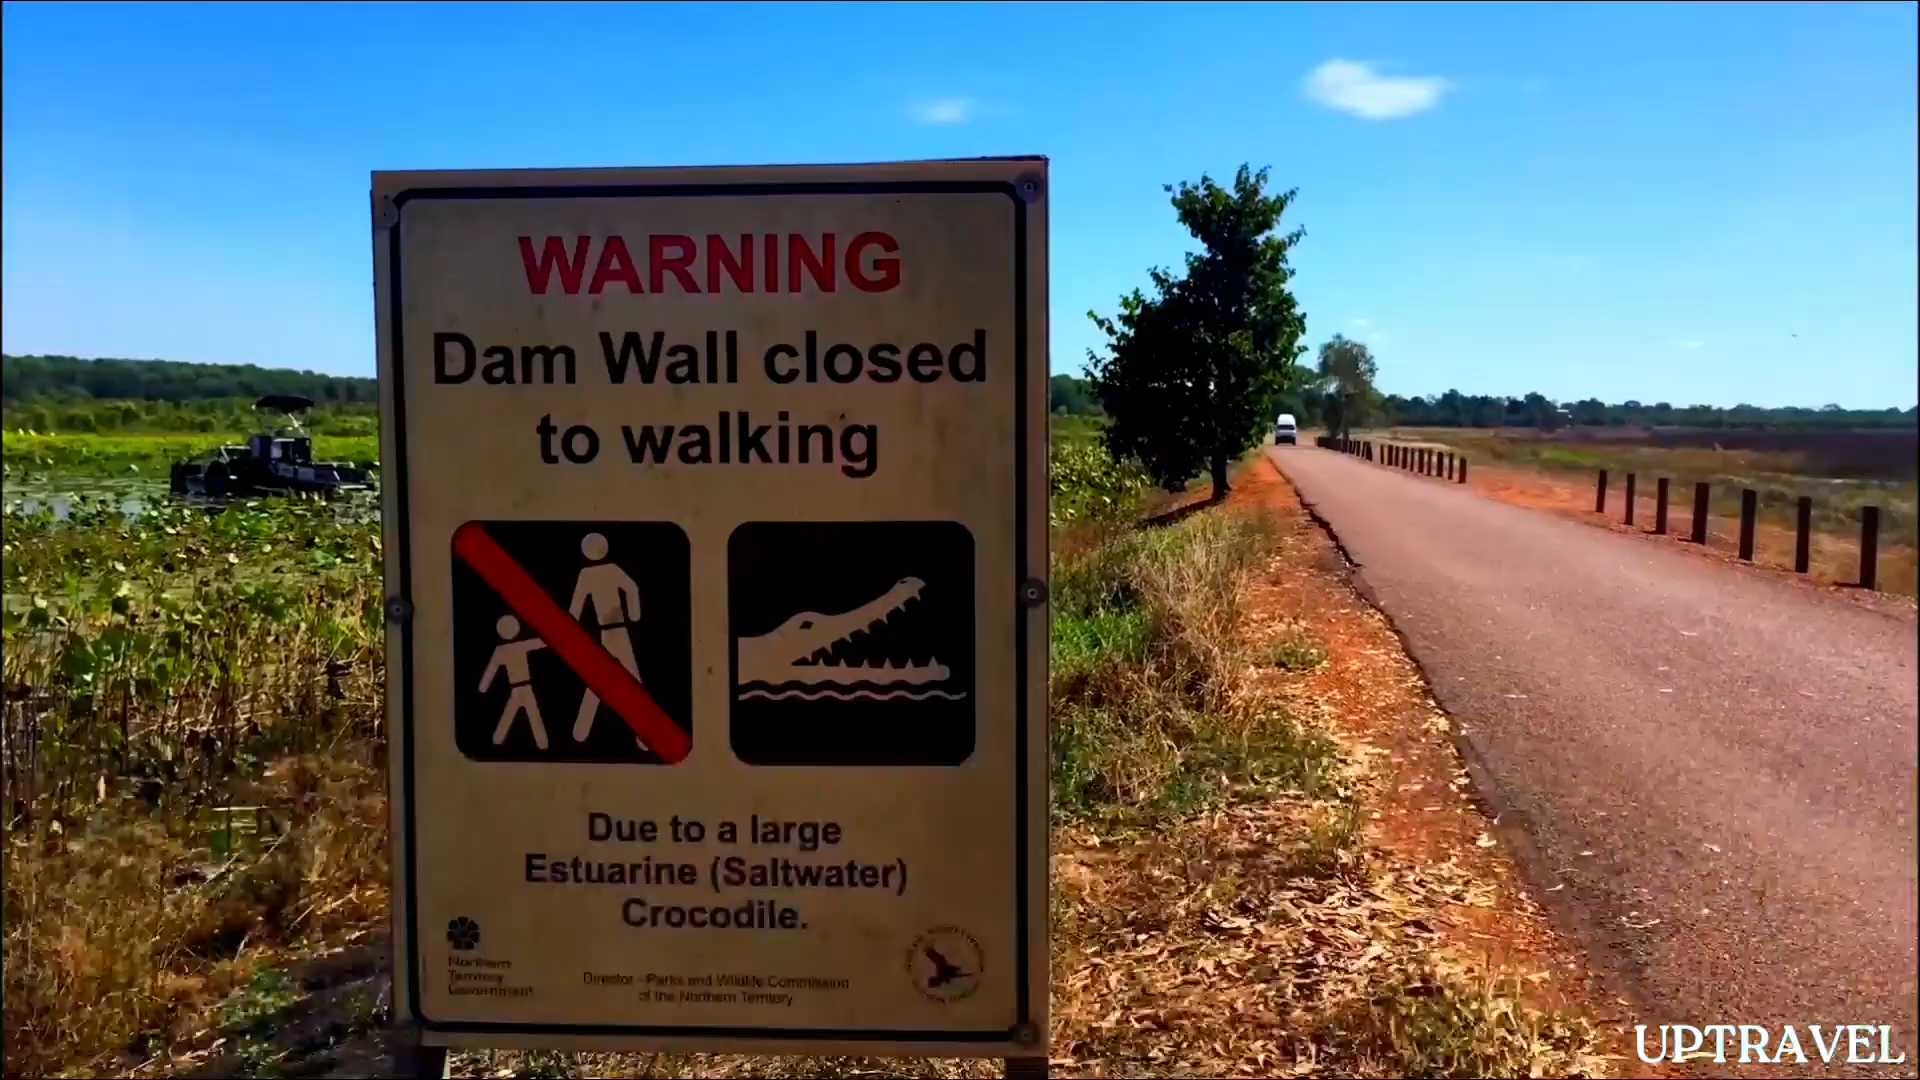 WARNING
Dam Wall closed
to walking
Due to a large
Estuarine (Saltwater)
Crocodile.
Northern
Territory
Government
Director - Parks and Wildlife Commission
of the Northern Territory
UPTRAVEL